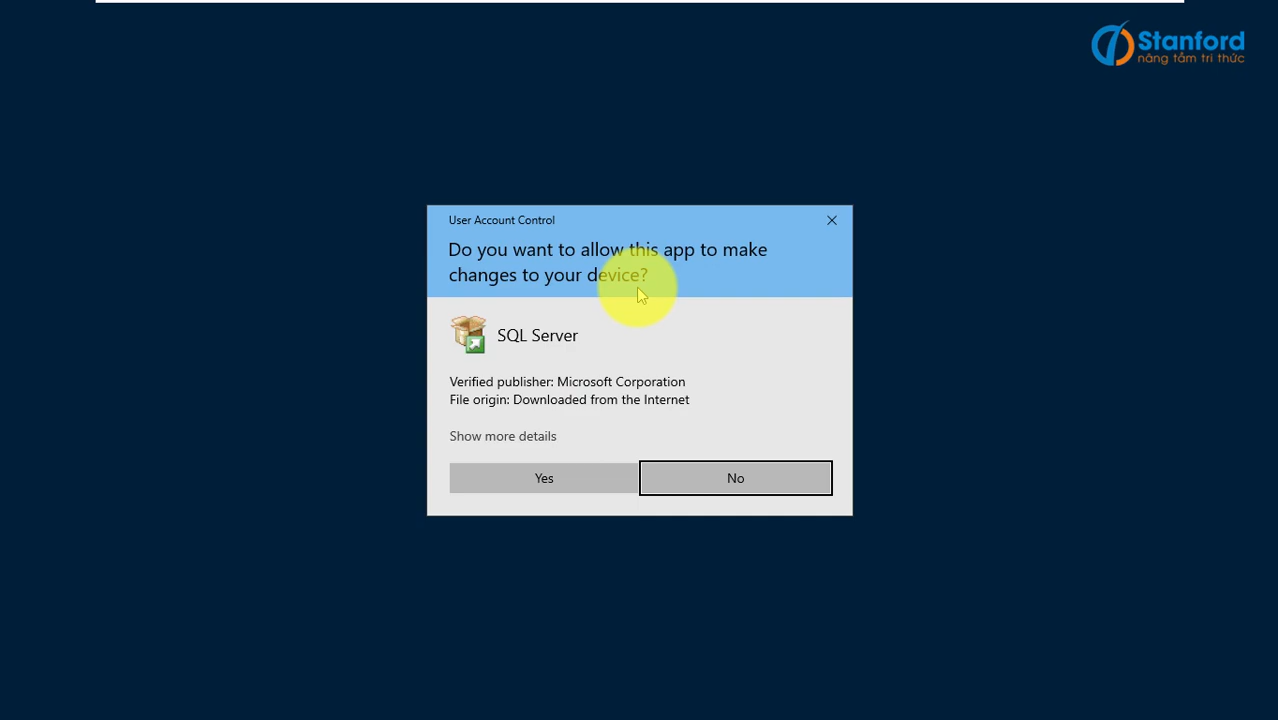 Stanford
nâng tầm tri thức
User Account Control
Do you want to allow this app to make
changes to your device?
SQL Server
Verified publisher: Microsoft Corporation
File origin: Downloaded from the Internet
Show more details
Yes
No